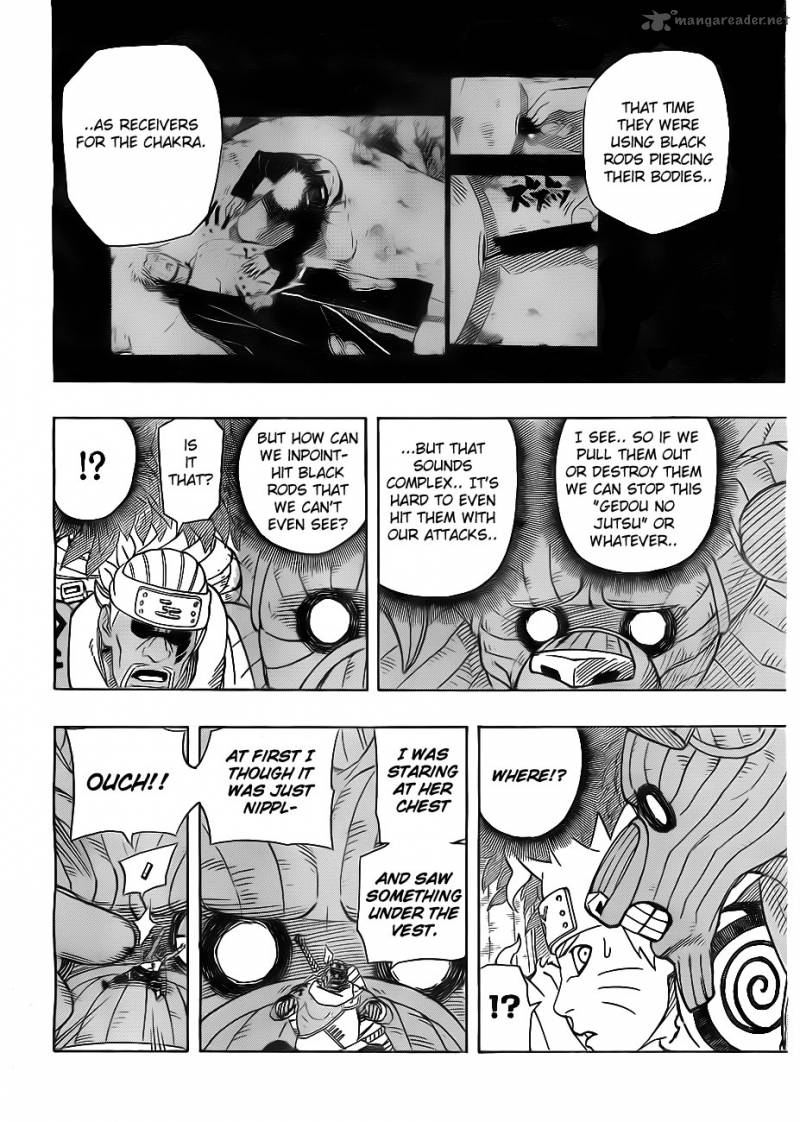 mangareader.net
THAT TIME
THEY WERE
USING BLACK
RODS PIERCING
THEIR BODIES..
..AS RECEIVERS
FOR THE CHAKRA.
I SEE.. SO IF WE
PULL THEM OUT
OR DESTROY THEM
WE CAN STOP THIS
"GEDOU NO
JUTSU" OR
WHATEVER..
...BUT THAT
SOUNDS
COMPLEX.. IT'S
HARD TO EVEN
HIT THEM WITH
OUR ATTACKS..
BUT HOW CAN
WE INPOINT-
HIT BLACK
RODS THAT
WE CAN'T
EVEN SEE?
IS
IT
THAT?
!?
WHERE!?
!?
I WAS
STARING
AT HER
CHEST
AND SAW
SOMETHING
UNDER THE
VEST.
AT FIRST I
THOUGH IT
WAS JUST
NIPPL-
OUCH!!
!